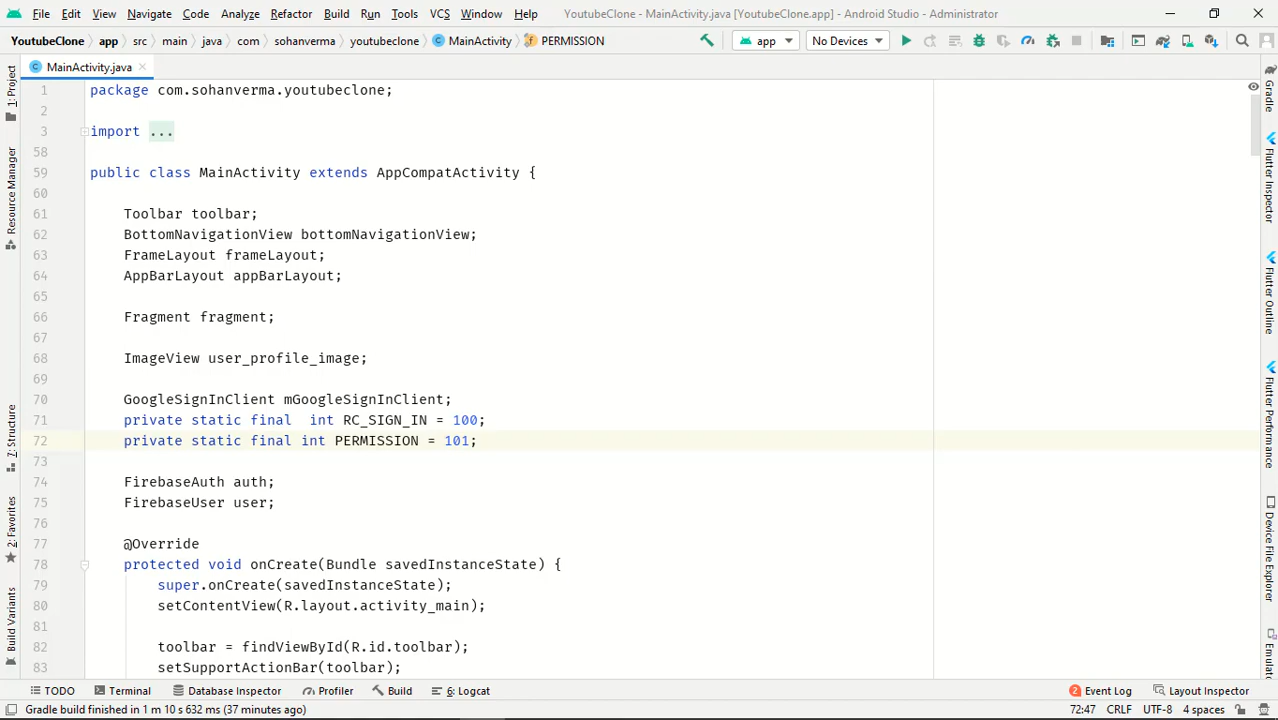 File Edit View Navigate Code Analyze Refactor Build Run Tools VCS Window Help YoutubeClone - MainActivity.java [YoutubeClone.app] - Android Studio - Administrator
YoutubeClone app src main java com sohanverma youtubeclone MainActivity PERMISSION app No Devices
MainActivity.java
1: Project
Resource Manager
Z: Structure
2: Favorites
Build Variants
1 package com.sohanverma.youtubeclone;
2
3 import ...
58
59 public class MainActivity extends AppCompatActivity {
60
61 Toolbar toolbar;
62 BottomNavigationView bottomNavigationView;
63 FrameLayout frameLayout;
64 AppBarLayout appBarLayout;
65
66 Fragment fragment;
67
68 ImageView user_profile_image;
69
70 GoogleSignInClient mGoogleSignInClient;
71 private static final  int RC_SIGN_IN = 100;
72 private static final int PERMISSION = 101;
73
74 FirebaseAuth auth;
75 FirebaseUser user;
76
77 @Override
78 protected void onCreate(Bundle savedInstanceState) {
79 super.onCreate(savedInstanceState);
80 setContentView(R.layout.activity_main);
81
82 toolbar = findViewById(R.id.toolbar);
83 setSupportActionBar(toolbar);
Gradle
Flutter Inspector
Flutter Outline
Flutter Performance
Device File Explorer
TODO Terminal Database Inspector Profiler Build 6: Logcat 2 Event Log Layout Inspector
Gradle build finished in 1 m 10 s 632 ms (37 minutes ago) 72:47 CRLF UTF-8 4 spaces